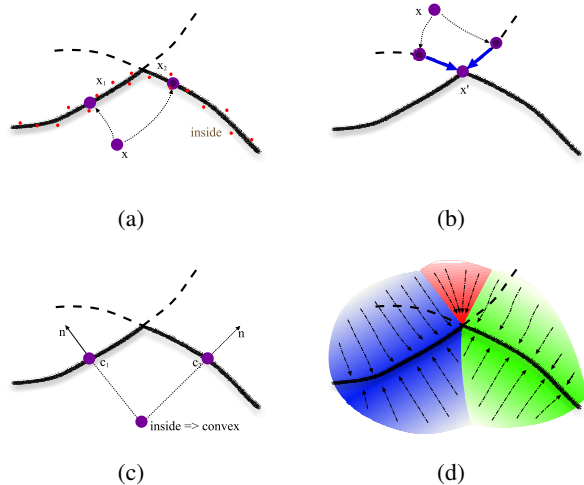 x
x₁
x₂
inside
x
x'
(a)
(b)
n
n
c₁
c₂
inside => convex
(c)
(d)